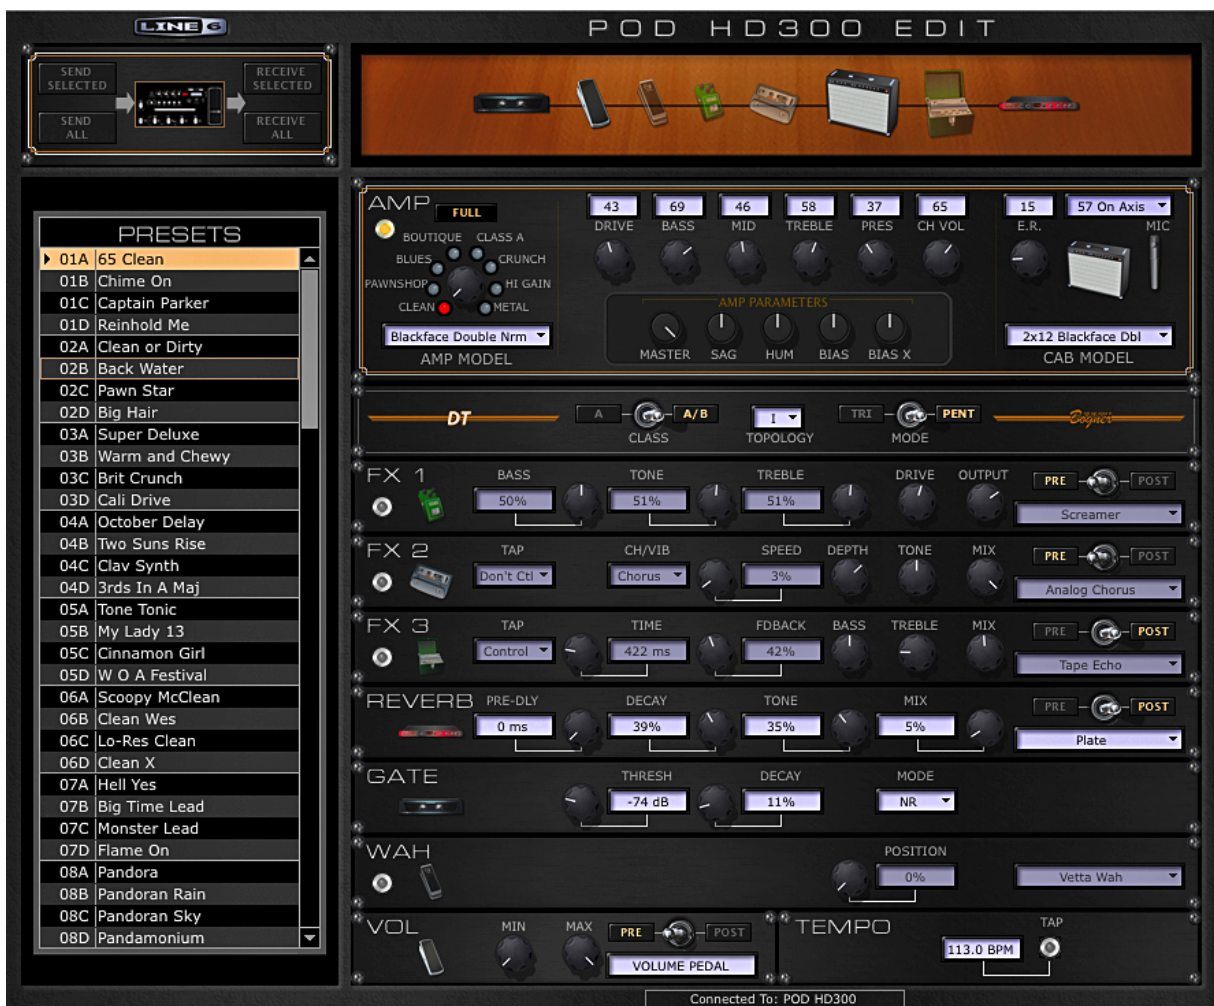 LINE 6
POD HD300 EDIT
SEND SELECTED
RECEIVE SELECTED
SEND ALL
RECEIVE ALL
PRESETS
01A 65 Clean
01B Chime On
01C Captain Parker
01D Reinhold Me
02A Clean or Dirty
02B Back Water
02C Pawn Star
02D Big Hair
03A Super Deluxe
03B Warm and Chewy
03C Brit Crunch
03D Cali Drive
04A October Delay
04B Two Suns Rise
04C Clav Synth
04D 3rds In A Maj
05A Tone Tonic
05B My Lady 13
05C Cinnamon Girl
05D W O A Festival
06A Scoopy McClean
06B Clean Wes
06C Lo-Res Clean
06D Clean X
07A Hell Yes
07B Big Time Lead
07C Monster Lead
07D Flame On
08A Pandora
08B Pandoran Rain
08C Pandoran Sky
08D Pandamonium
AMP
FULL
BOUTIQUE CLASS A
BLUES CRUNCH
PAWNSHOP HI GAIN
CLEAN METAL
Blackface Double Nrm
AMP MODEL
43 69 46 58 37 65
DRIVE BASS MID TREBLE PRES CH VOL
AMP PARAMETERS
MASTER SAG HUM BIAS BIAS X
15 57 On Axis
E.R. MIC
2x12 Blackface Dbl
CAB MODEL
DT
A A/B
CLASS
I
TOPOLOGY
TRI PENT
MODE
Bogner
FX 1
BASS TONE TREBLE DRIVE OUTPUT
50% 51% 51%
PRE POST
Screamer
FX 2
TAP CH/VIB SPEED DEPTH TONE MIX
Don't Ctl Chorus 3%
PRE POST
Analog Chorus
FX 3
TAP TIME FDBACK BASS TREBLE MIX
Control 422 ms 42%
PRE POST
Tape Echo
REVERB
PRE-DLY DECAY TONE MIX
0 ms 39% 35% 5%
PRE POST
Plate
GATE
THRESH DECAY MODE
-74 dB 11% NR
WAH
POSITION
0% Vetta Wah
VOL
MIN MAX
PRE POST
VOLUME PEDAL
TEMPO
TAP
113.0 BPM
Connected To: POD HD300